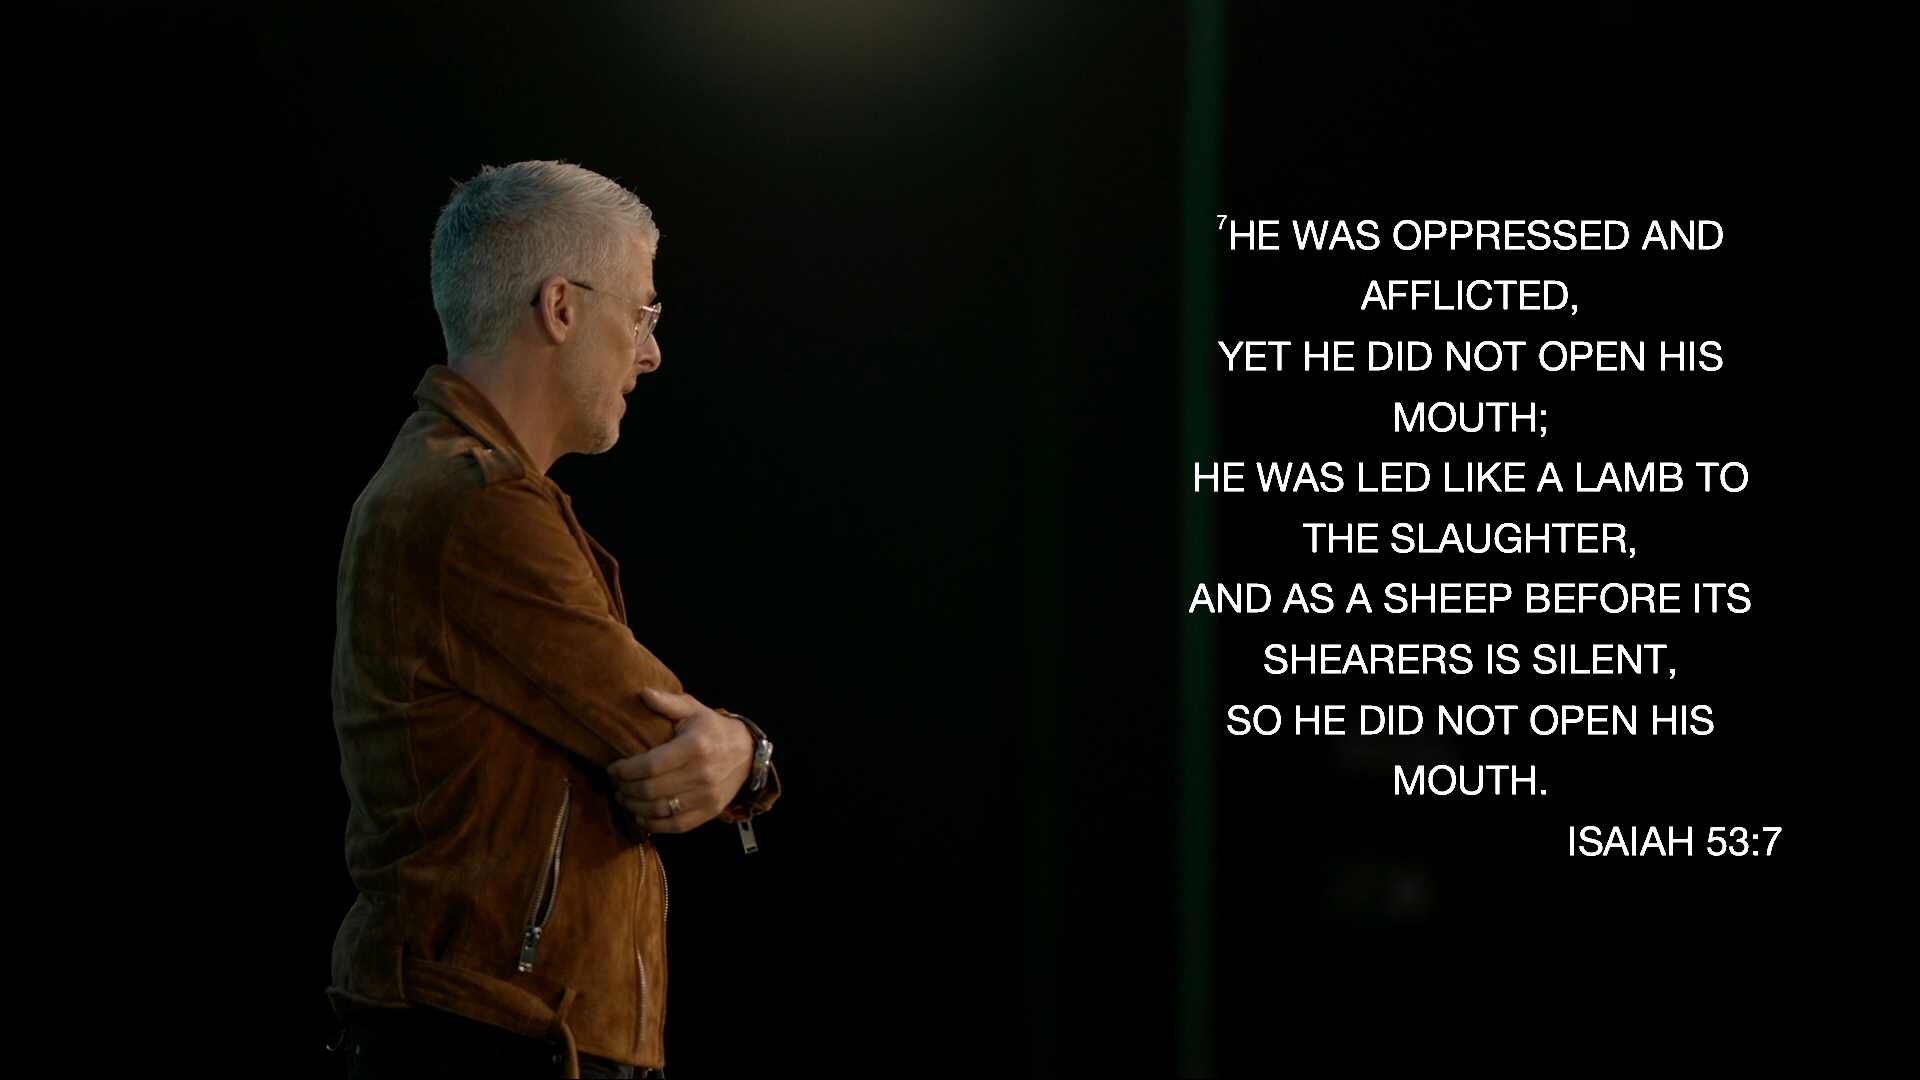 ⁷HE WAS OPPRESSED AND
AFFLICTED,
YET HE DID NOT OPEN HIS
MOUTH;
HE WAS LED LIKE A LAMB TO
THE SLAUGHTER,
AND AS A SHEEP BEFORE ITS
SHEARERS IS SILENT,
SO HE DID NOT OPEN HIS
MOUTH.
ISAIAH 53:7